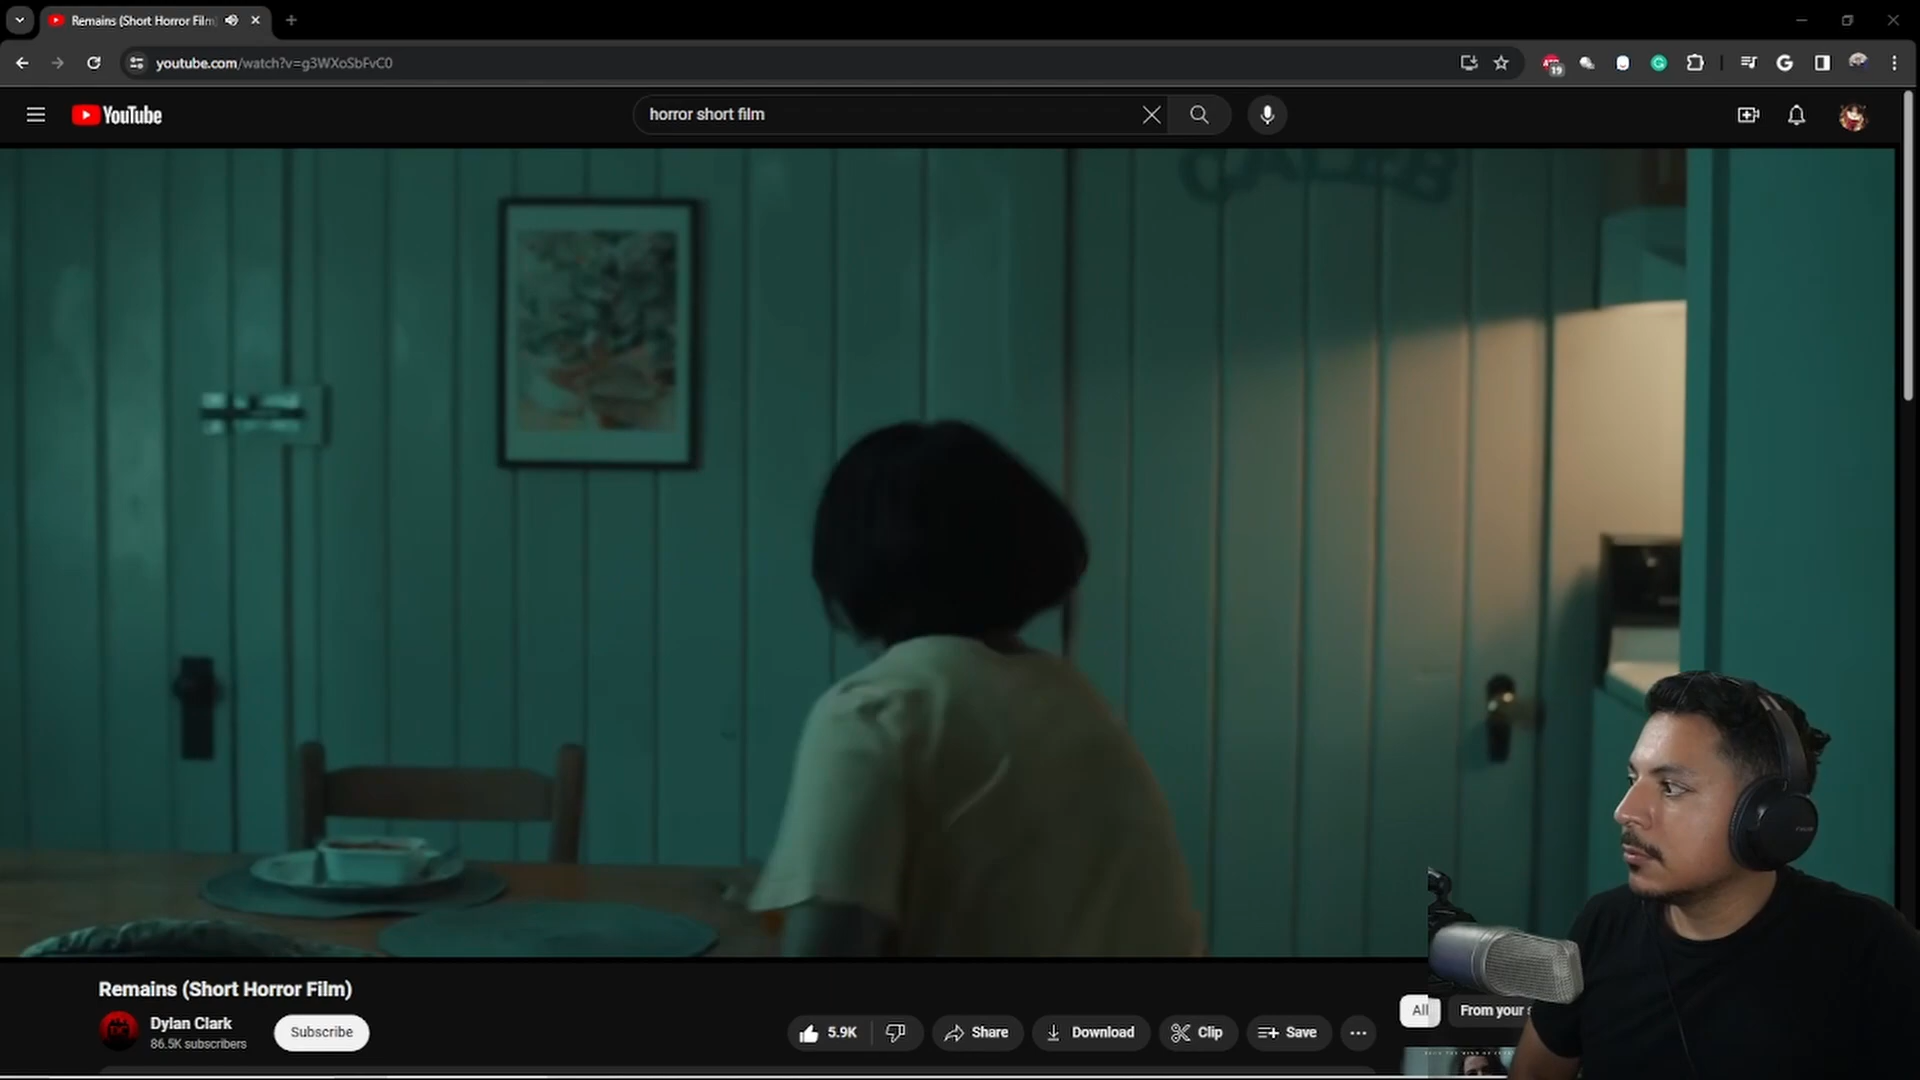 Remains (Short Horror Film)
youtube.com/watch?v=g3WXoSbFvC0
19
YouTube
horror short film
Remains (Short Horror Film)
Dylan Clark
86.5K subscribers
Subscribe
5.9K
Share
Download
Clip
Save
All
From your s